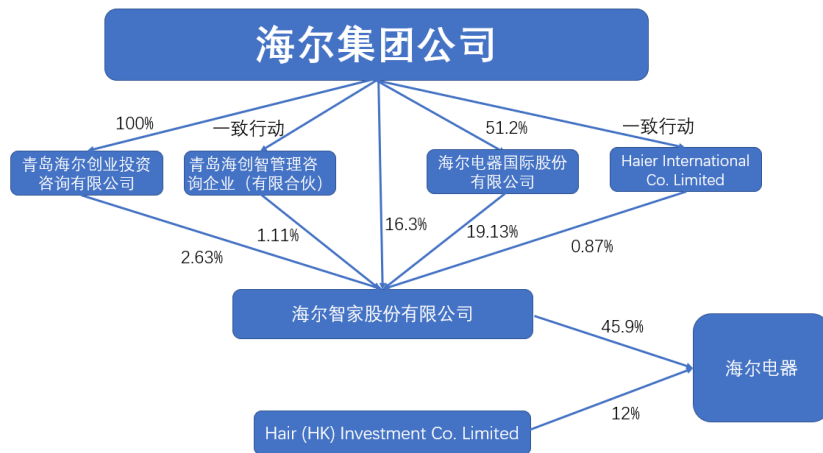 海尔集团公司
100%
一致行动
51.2%
一致行动
青岛海尔创业投资
咨询有限公司
青岛海创智管理咨
询企业（有限合伙）
海尔电器国际股份
有限公司
Haier International
Co. Limited
2.63%
1.11%
16.3%
19.13%
0.87%
海尔智家股份有限公司
45.9%
海尔电器
Hair (HK) Investment Co. Limited
12%